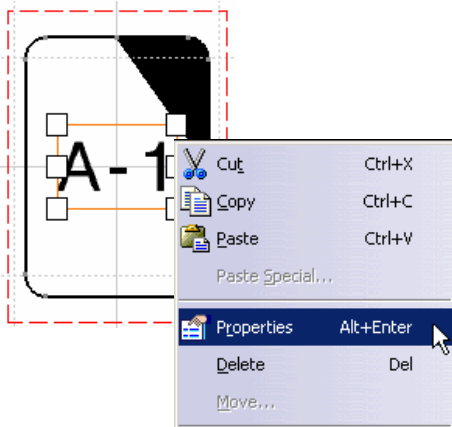 A-1
Cut Ctrl+X
Copy Ctrl+C
Paste Ctrl+V
Paste Special...
Properties Alt+Enter
Delete Del
Move...